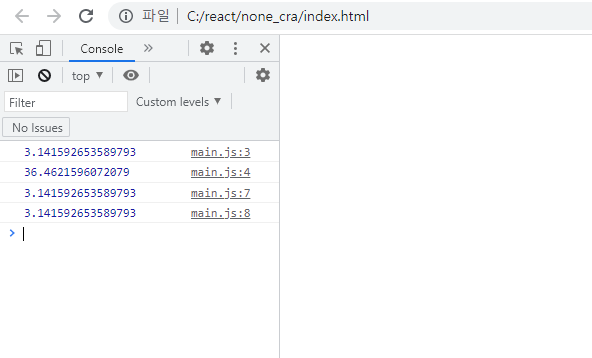 파일 C:/react/none_cra/index.html
Console
top
Filter Custom levels
No Issues
3.141592653589793 main.js:3
36.4621596072079 main.js:4
3.141592653589793 main.js:7
3.141592653589793 main.js:8